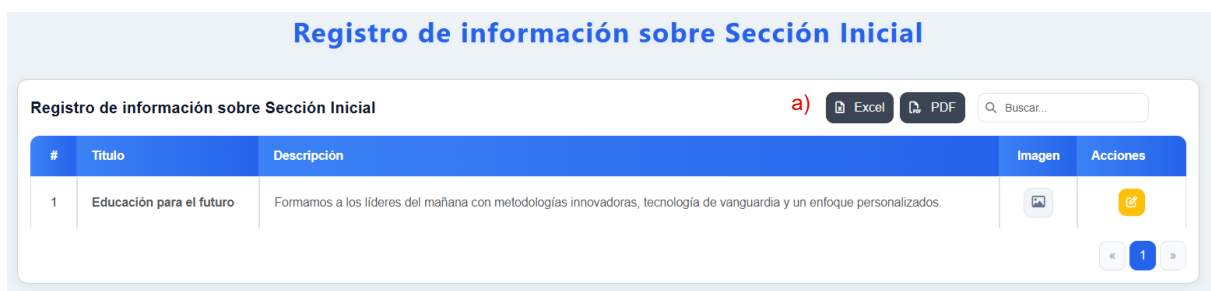 Registro de información sobre Sección Inicial
Registro de información sobre Sección Inicial a) Excel PDF Buscar...
# Titulo Descripción Imagen Acciones
1 Educación para el futuro Formamos a los líderes del mañana con metodologías innovadoras, tecnología de vanguardia y un enfoque personalizados.
« 1 »